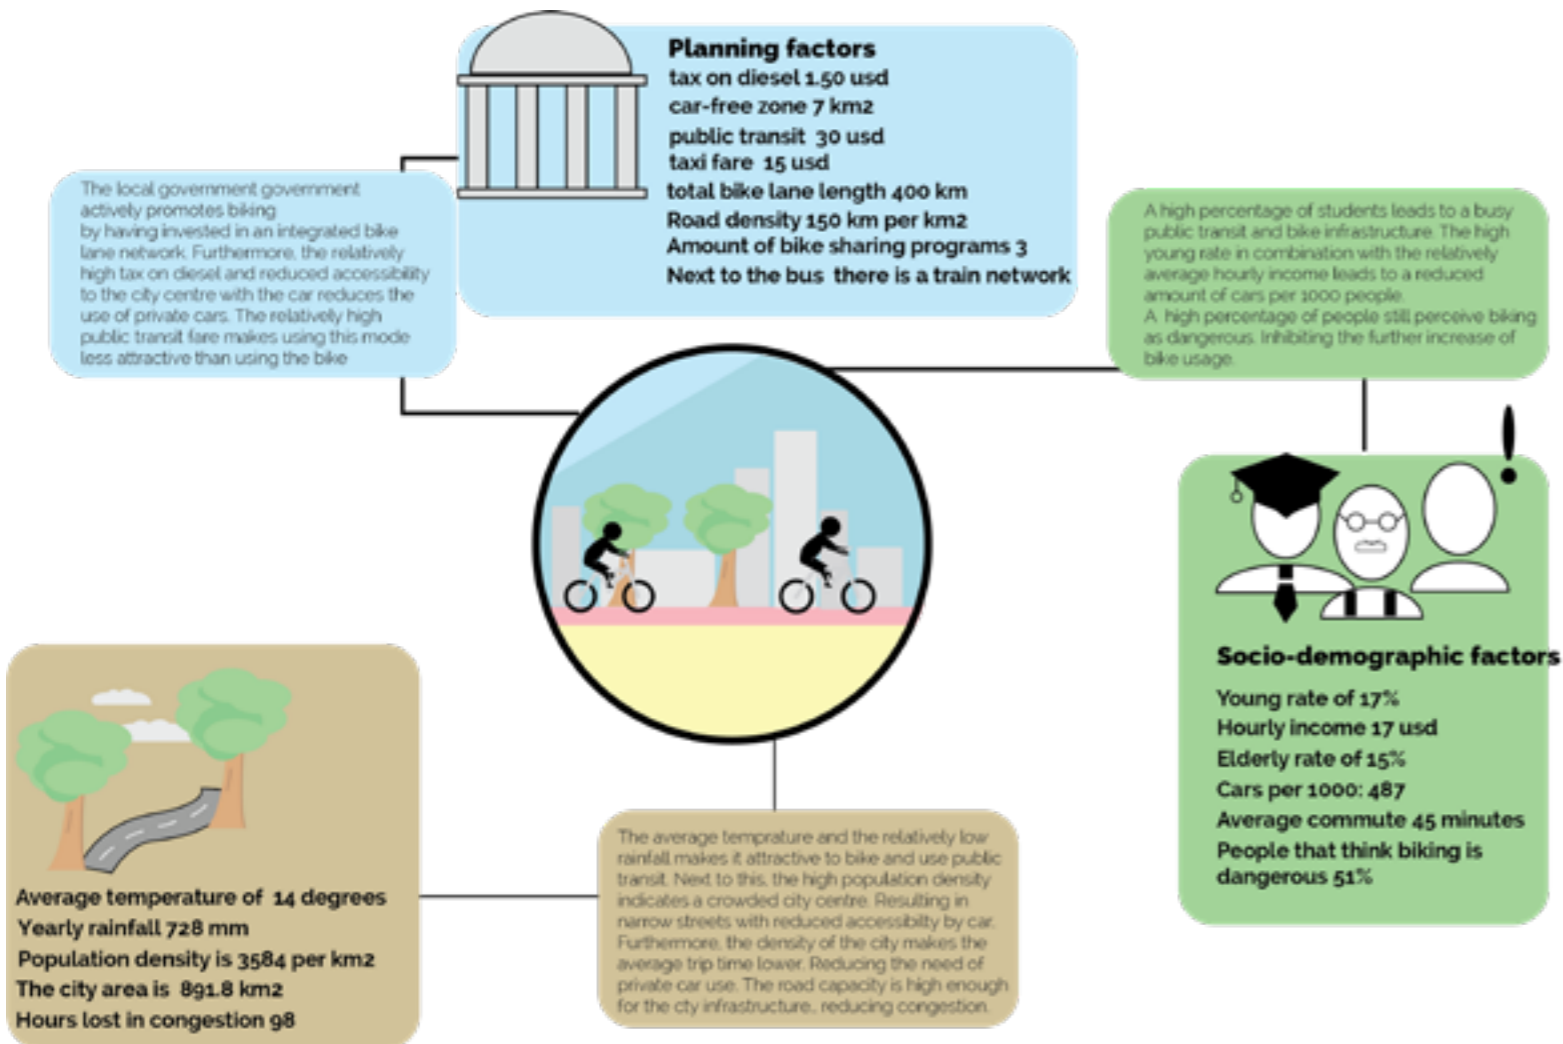 Planning factors
tax on diesel 1.50 usd
car-free zone 7 km2
public transit 30 usd
taxi fare 15 usd
total bike lane length 400 km
Road density 150 km per km2
Amount of bike sharing programs 3
Next to the bus there is a train network
The local government government
actively promotes biking
by having invested in an integrated bike
lane network. Furthermore, the relatively
high tax on diesel and reduced accessibility
to the city centre with the car reduces the
use of private cars. The relatively high
public transit fare makes using this mode
less attractive than using the bike
A high percentage of students leads to a busy
public transit and bike infrastructure. The high
young rate in combination with the relatively
average hourly income leads to a reduced
amount of cars per 1000 people.
A high percentage of people still perceive biking
as dangerous. Inhibiting the further increase of
bike usage.
!
Socio-demographic factors
Young rate of 17%
Hourly income 17 usd
Elderly rate of 15%
Cars per 1000: 487
Average commute 45 minutes
People that think biking is
dangerous 51%
Average temperature of 14 degrees
Yearly rainfall 728 mm
Population density is 3584 per km2
The city area is 891.8 km2
Hours lost in congestion 98
The average temprature and the relatively low
rainfall makes it attractive to bike and use public
transit. Next to this, the high population density
indicates a crowded city centre. Resulting in
narrow streets with reduced accessibilty by car.
Furthermore, the density of the city makes the
average trip time lower. Reducing the need of
private car use. The road capacity is high enough
for the cty infrastructure,, reducing congestion.